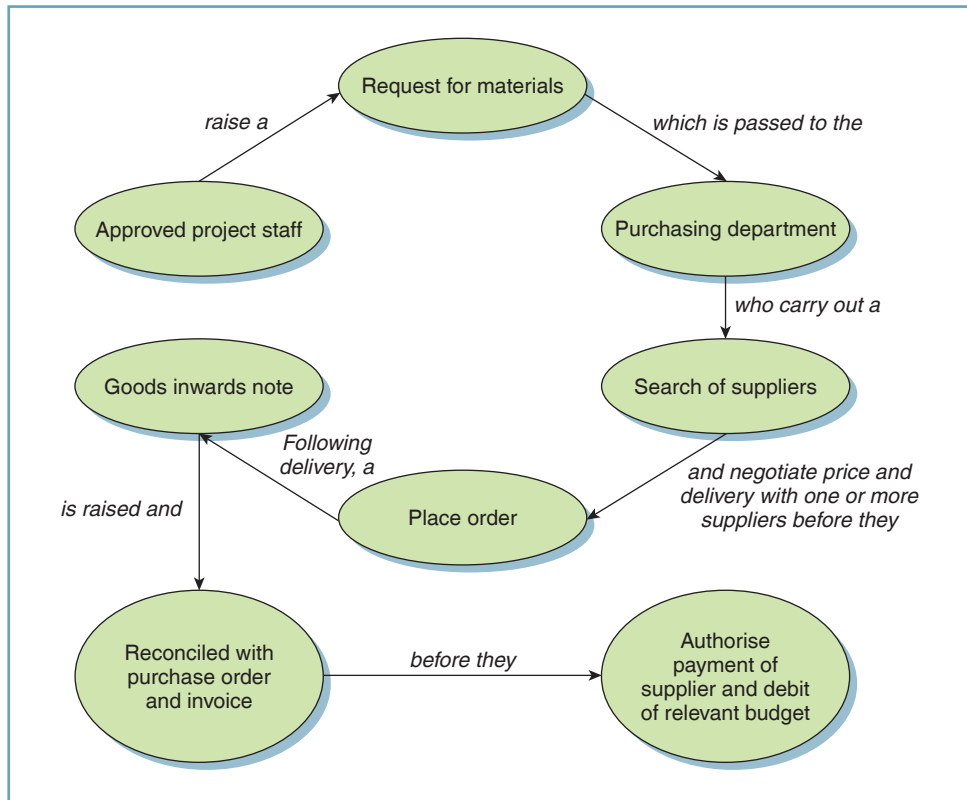 Request for materials
raise a
which is passed to the
Approved project staff
Purchasing department
who carry out a
Goods inwards note
Search of suppliers
Following
delivery, a
and negotiate price and
delivery with one or more
suppliers before they
is raised and
Place order
Reconciled with
purchase order
and invoice
before they
Authorise
payment of
supplier and debit
of relevant budget